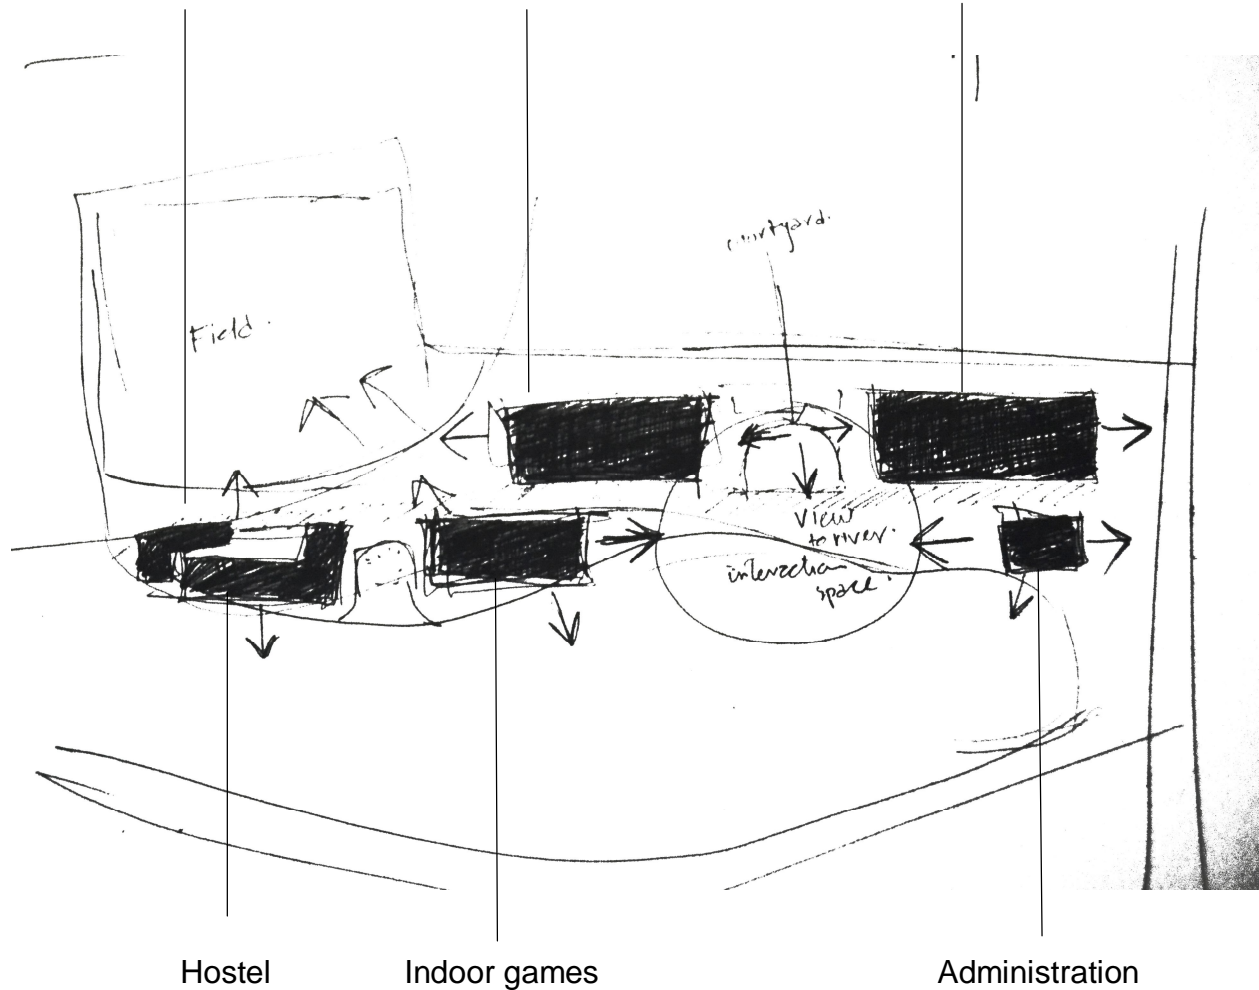 courtyard.
Field.
View
to river.
interaction
space.
Hostel
Indoor games
Administration